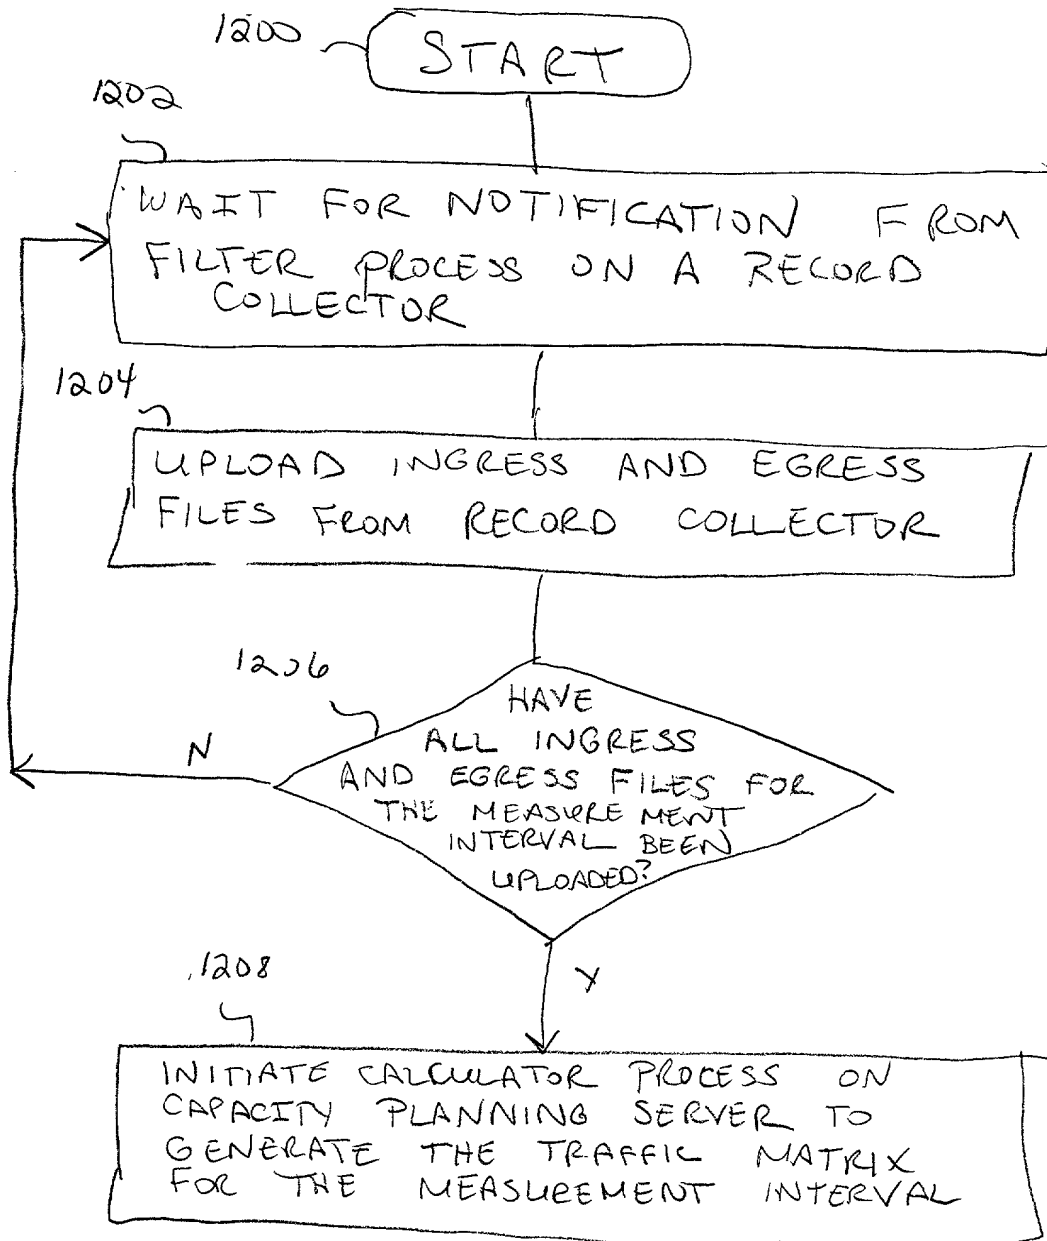 1200
START
1202
WAIT FOR NOTIFICATION FROM
FILTER PROCESS ON A RECORD
COLLECTOR
1204
UPLOAD INGRESS AND EGRESS
FILES FROM RECORD COLLECTOR
1206
HAVE
ALL INGRESS
AND EGRESS FILES FOR
THE MEASUREMENT
INTERVAL BEEN
UPLOADED?
N
Y
1208
INITIATE CALCULATOR PROCESS ON
CAPACITY PLANNING SERVER TO
GENERATE THE TRAFFIC MATRIX
FOR THE MEASUREMENT INTERVAL